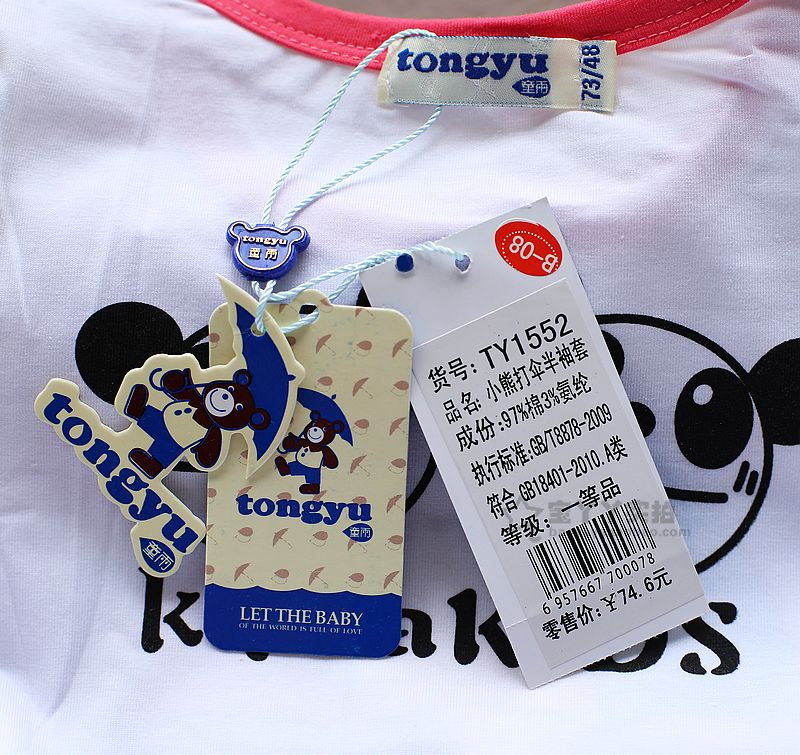 tongyu
童雨
73/48
tongyu
童雨
tongyu
童雨
tongyu
童雨
LET THE BABY
OF THE WORLD IS FULL OF LOVE
80-B
货号: TY1552
品名: 小熊打伞半袖套
成份: 97%棉3%氨纶
执行标准:GB/T8878-2009
符合 GB18401-2010.A类
等级: 一等品
6 957667 700078
零售价:￥74.6元